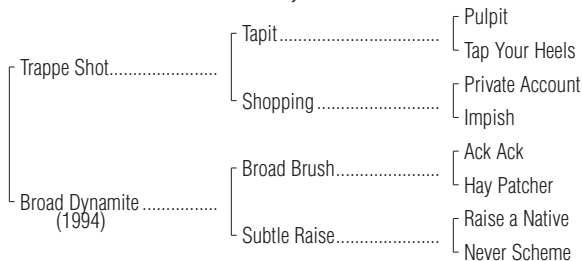 Pulpit
Tapit
Tap Your Heels
Trappe Shot
Private Account
Shopping
Impish
Ack Ack
Broad Brush
Hay Patcher
Broad Dynamite
(1994)
Raise a Native
Subtle Raise
Never Scheme